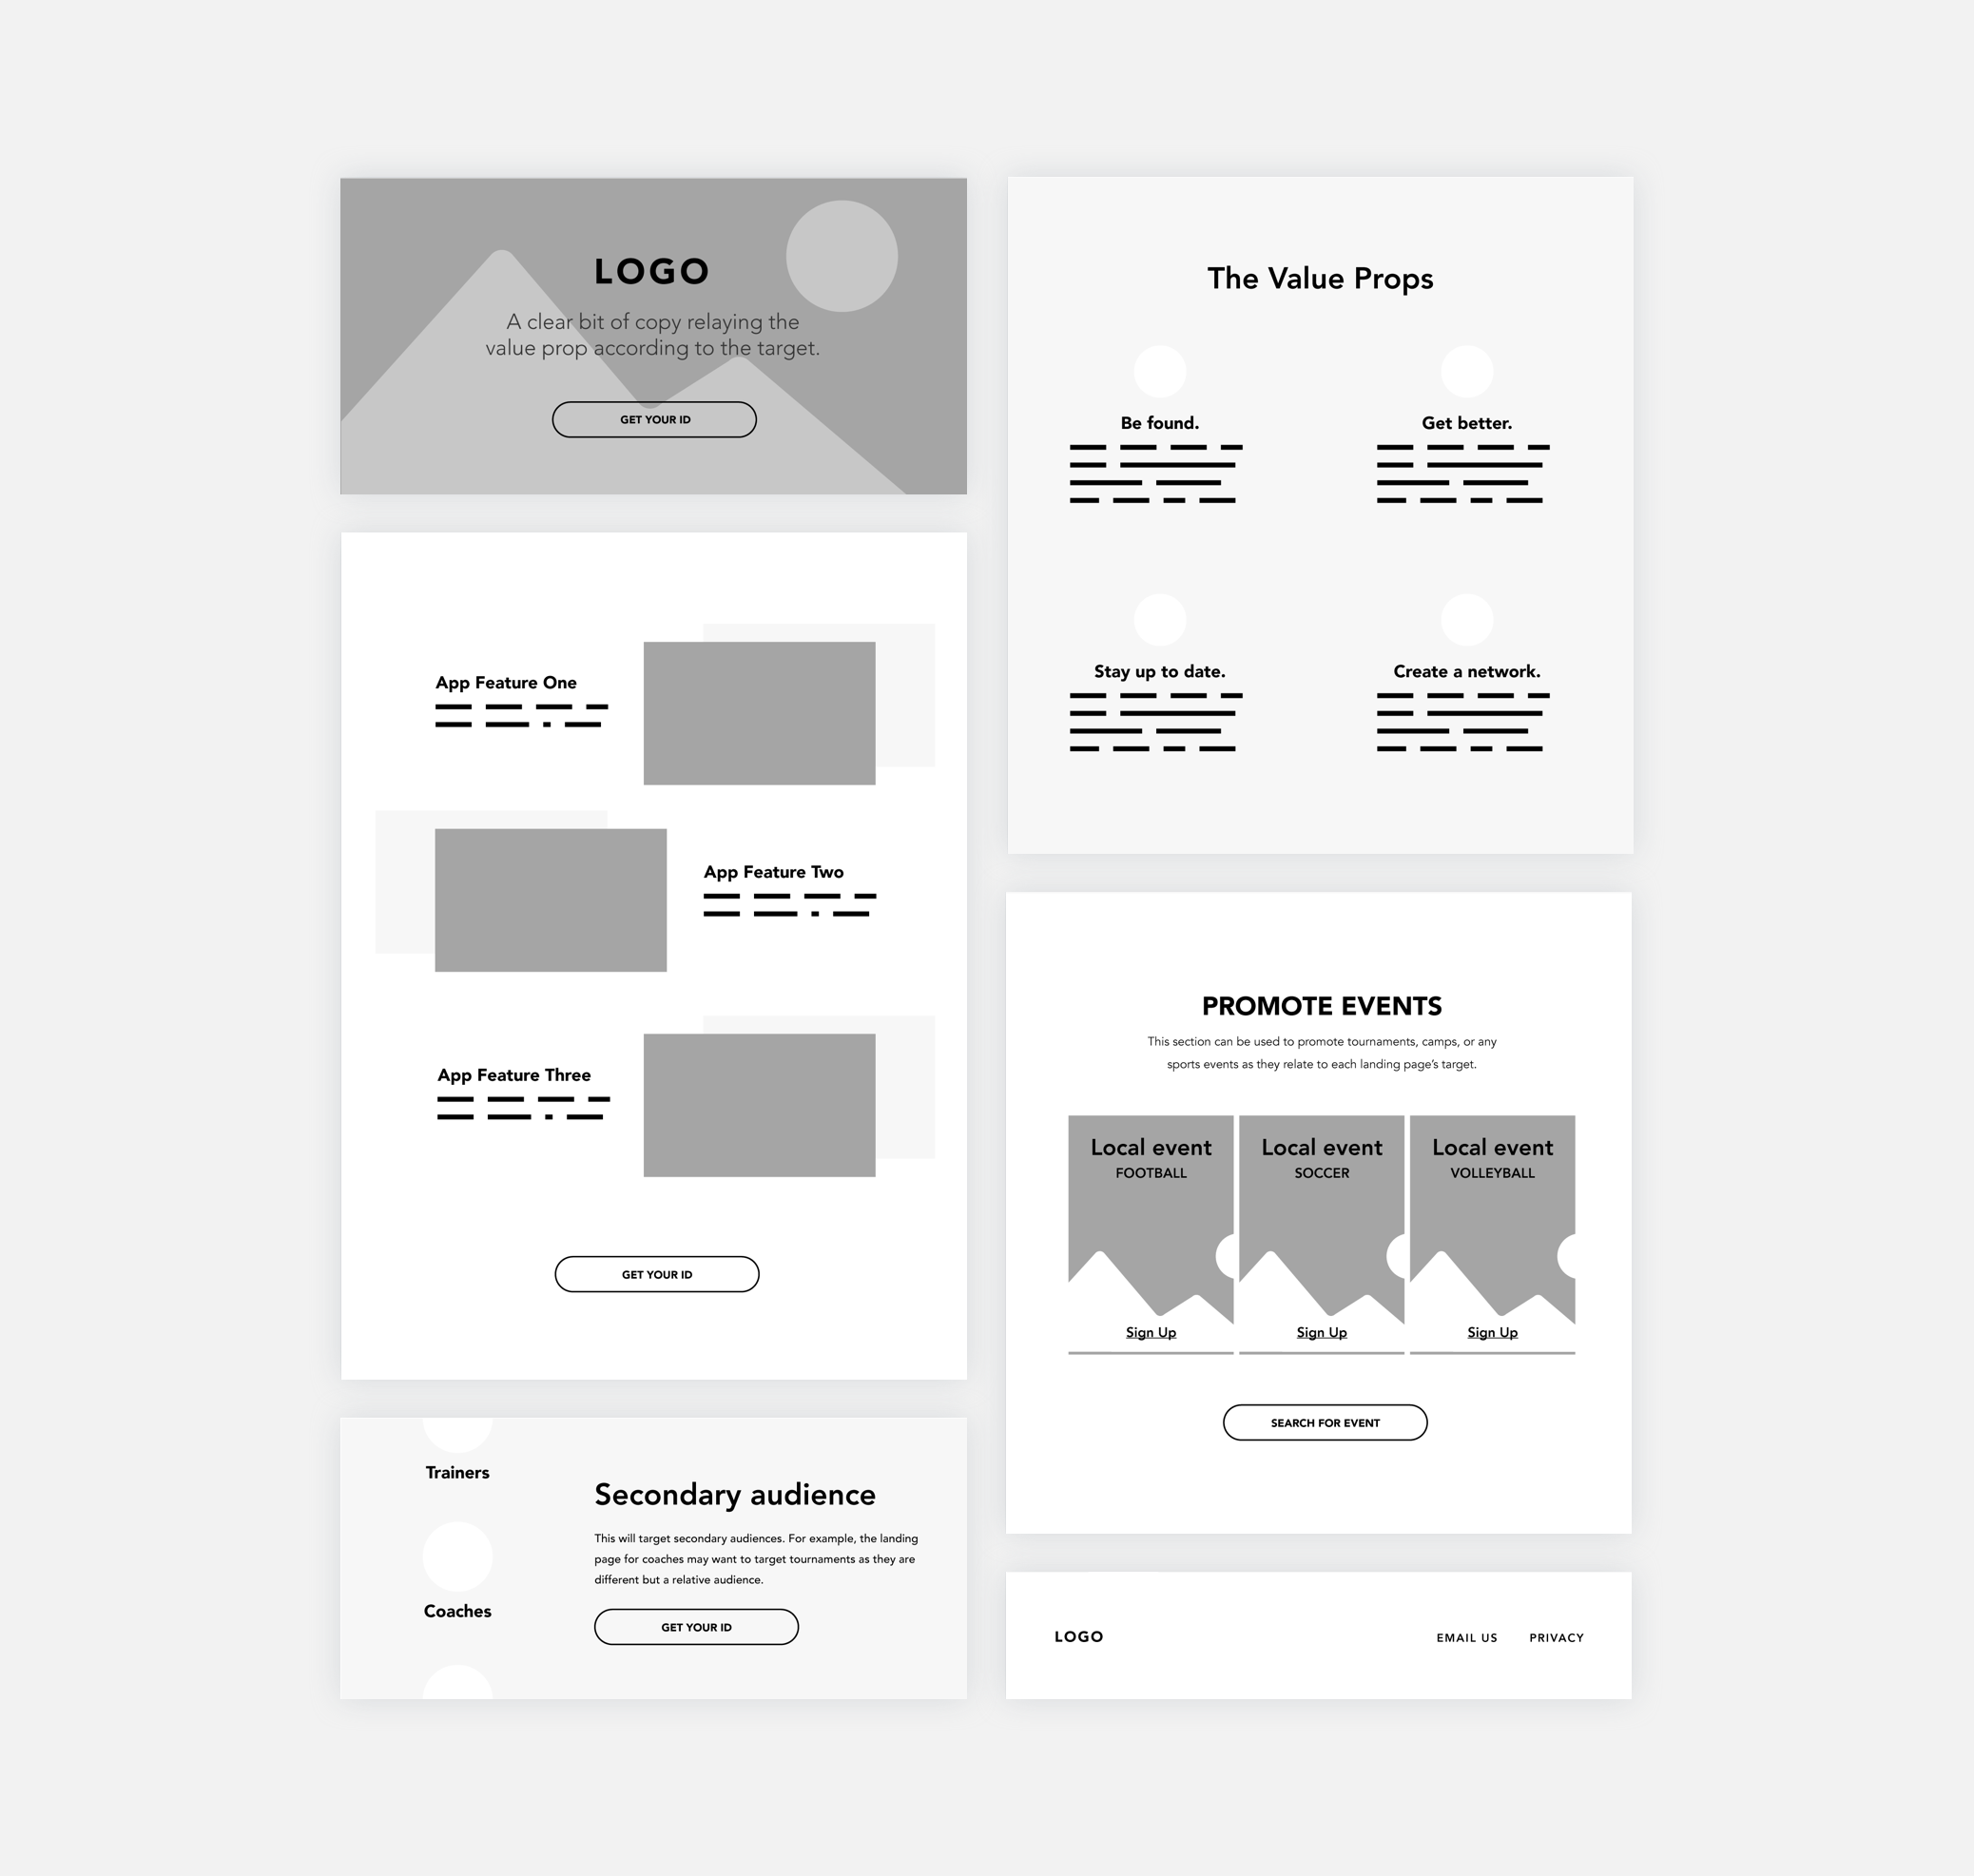 LOGO
A clear bit of copy relaying the
value prop according to the target.
GET YOUR ID
App Feature One
App Feature Two
App Feature Three
GET YOUR ID
Trainers
Coaches
Secondary audience
This will target secondary audiences. For example, the landing
page for coaches may want to target tournaments as they are
different but a relative audience.
GET YOUR ID
The Value Props
Be found.
Get better.
Stay up to date.
Create a network.
PROMOTE EVENTS
This section can be used to promote tournaments, camps, or any
sports events as they relate to each landing page’s target.
Local event
FOOTBALL
Sign Up
Local event
SOCCER
Sign Up
Local event
VOLLEYBALL
Sign Up
SEARCH FOR EVENT
LOGO
EMAIL US
PRIVACY